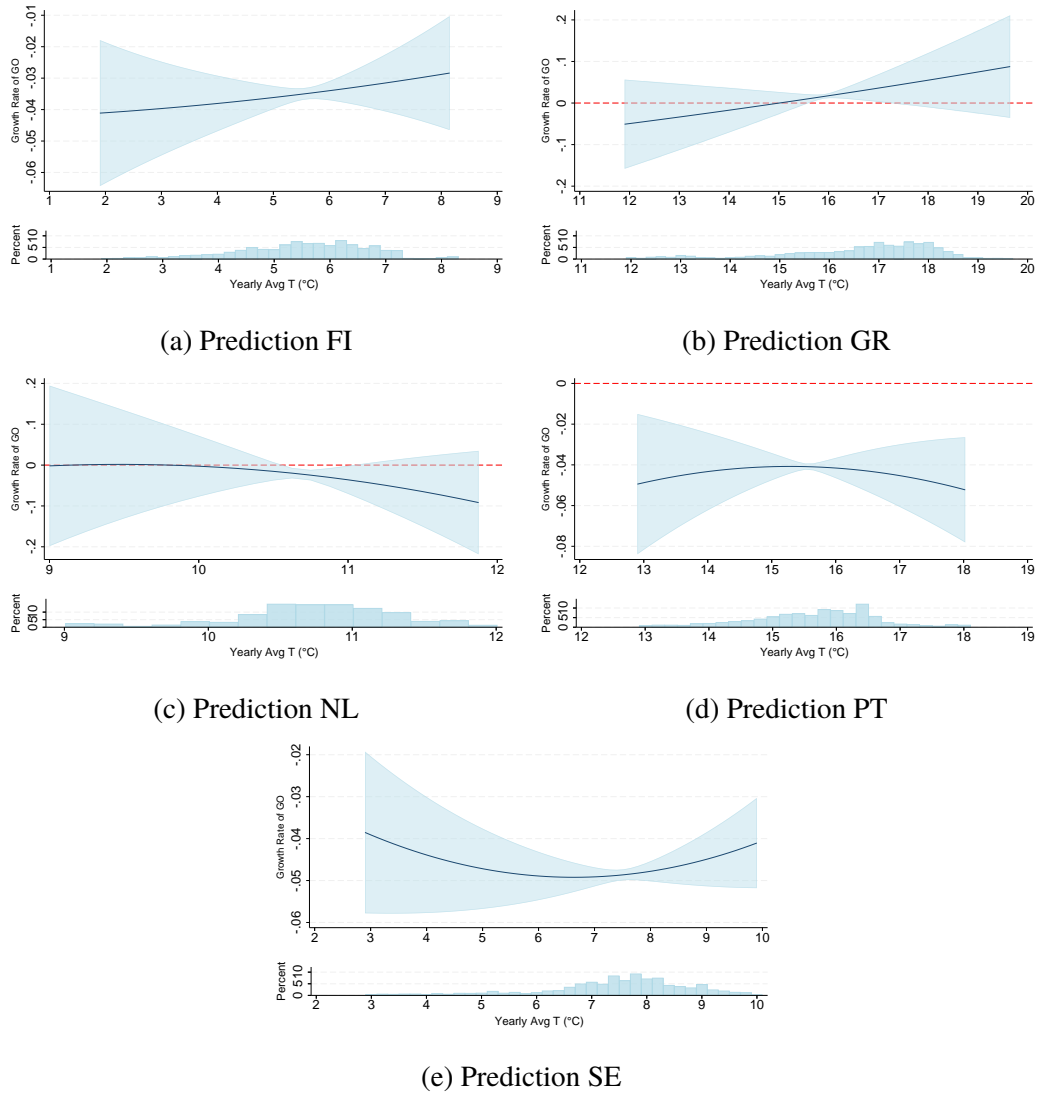 Growth Rate of GO
-.01
-.02
-.03
-.04
-.05
-.06
1 2 3 4 5 6 7 8 9
Percent
0 5 10
1 2 3 4 5 6 7 8 9
Yearly Avg T (°C)
(a) Prediction FI
Growth Rate of GO
.2
.1
0
-.1
-.2
11 12 13 14 15 16 17 18 19 20
Percent
0 5 10
11 12 13 14 15 16 17 18 19 20
Yearly Avg T (°C)
(b) Prediction GR
Growth Rate of GO
.2
.1
0
-.1
-.2
9 10 11 12
Percent
0 5 10
9 10 11 12
Yearly Avg T (°C)
(c) Prediction NL
Growth Rate of GO
0
-.02
-.04
-.06
-.08
12 13 14 15 16 17 18 19
Percent
0 5 10
12 13 14 15 16 17 18 19
Yearly Avg T (°C)
(d) Prediction PT
Growth Rate of GO
-.02
-.03
-.04
-.05
-.06
2 3 4 5 6 7 8 9 10
Percent
0 5 10
2 3 4 5 6 7 8 9 10
Yearly Avg T (°C)
(e) Prediction SE